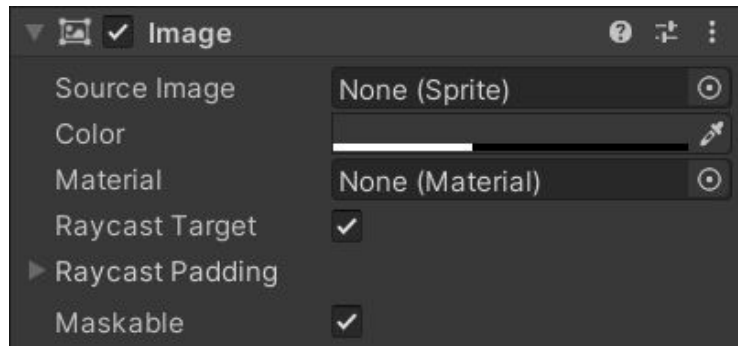 Image
Source Image None (Sprite)
Color
Material None (Material)
Raycast Target
Raycast Padding
Maskable